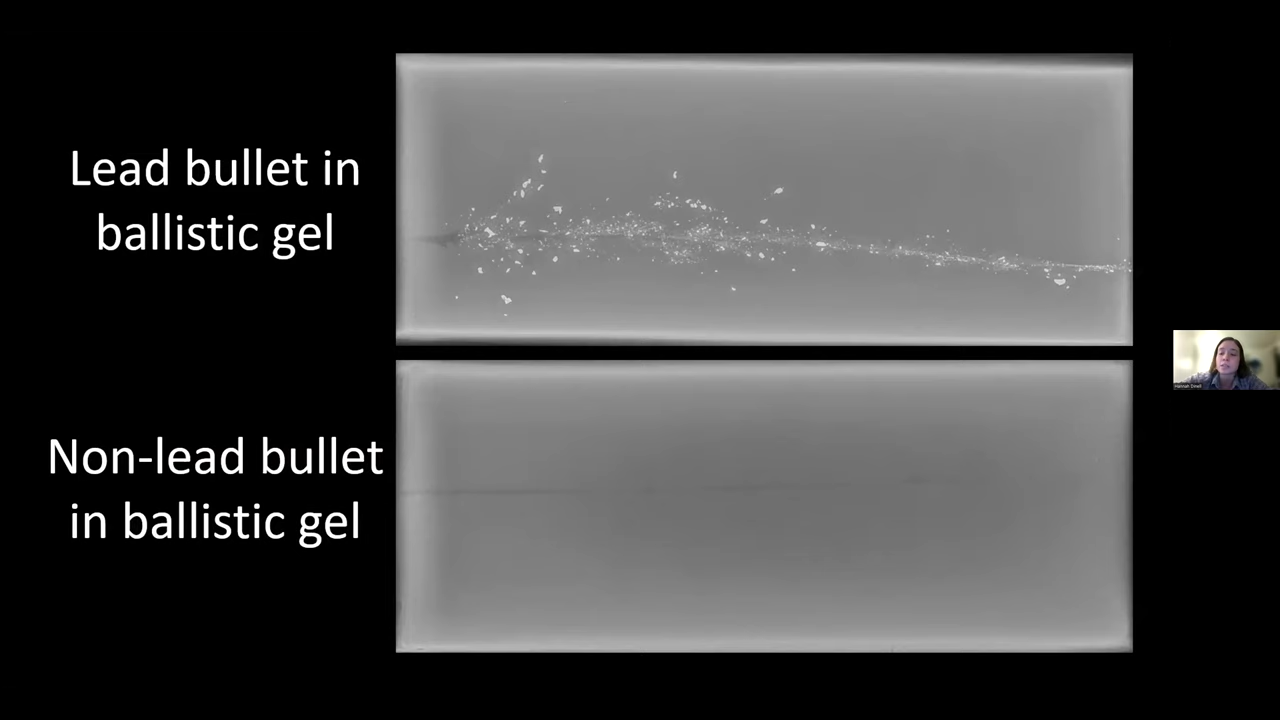 Lead bullet in
ballistic gel
Non-lead bullet
in ballistic gel